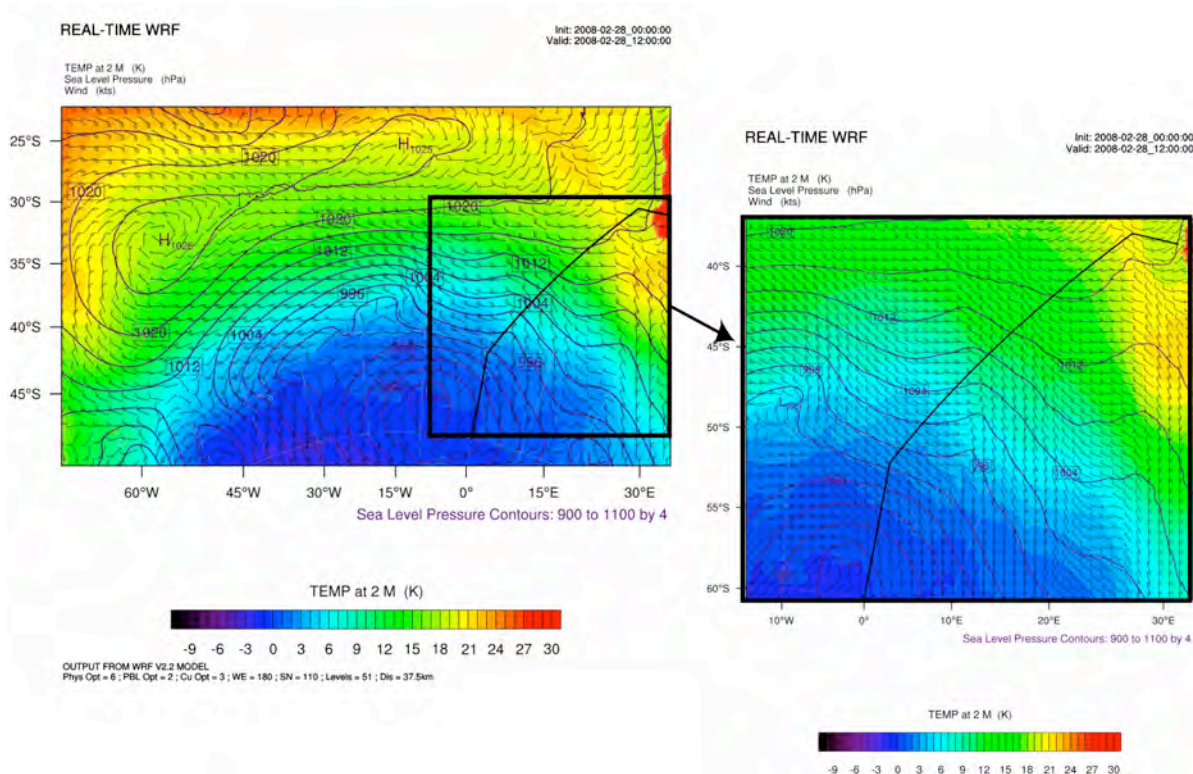 REAL-TIME WRF
Init: 2008-02-28_00:00:00
Valid: 2008-02-28_12:00:00
TEMP at 2 M (K)
Sea Level Pressure (hPa)
Wind (kts)
25°S
30°S
35°S
40°S
45°S
1020
H1025
1020
1020
1020
H1026
1012
1012
1004
996
1004
1020
1004
1012
996
60°W 45°W 30°W 15°W 0° 15°E 30°E
Sea Level Pressure Contours: 900 to 1100 by 4
TEMP at 2 M (K)
-9 -6 -3 0 3 6 9 12 15 18 21 24 27 30
OUTPUT FROM WRF V2.2 MODEL
Phys Opt = 6 ; PBL Opt = 2 ; Cu Opt = 3 ; WE = 180 ; SN = 110 ; Levels = 51 ; Dis = 37.5km
REAL-TIME WRF
Init: 2008-02-28_00:00:00
Valid: 2008-02-28_12:00:00
TEMP at 2 M (K)
Sea Level Pressure (hPa)
Wind (kts)
40°S
45°S
50°S
55°S
60°S
1020
1012
1012
996
1004
1004
10°W 0° 10°E 20°E 30°E
Sea Level Pressure Contours: 900 to 1100 by 4
TEMP at 2 M (K)
-9 -6 -3 0 3 6 9 12 15 18 21 24 27 30